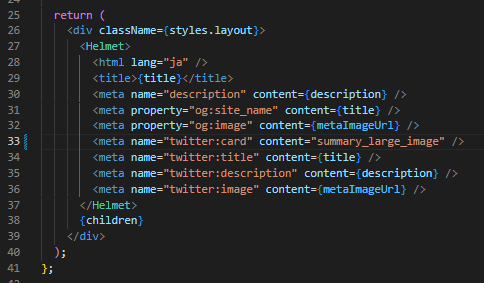 25 return (
26 <div className={styles.layout}>
27 <Helmet>
28 <html lang="ja" />
29 <title>{title}</title>
30 <meta name="description" content={description} />
31 <meta property="og:site_name" content={title} />
32 <meta property="og:image" content={metaImageUrl} />
33 <meta name="twitter:card" content="summary_large_image" />
34 <meta name="twitter:title" content={title} />
35 <meta name="twitter:description" content={description} />
36 <meta name="twitter:image" content={metaImageUrl} />
37 </Helmet>
38 {children}
39 </div>
40 );
41 };